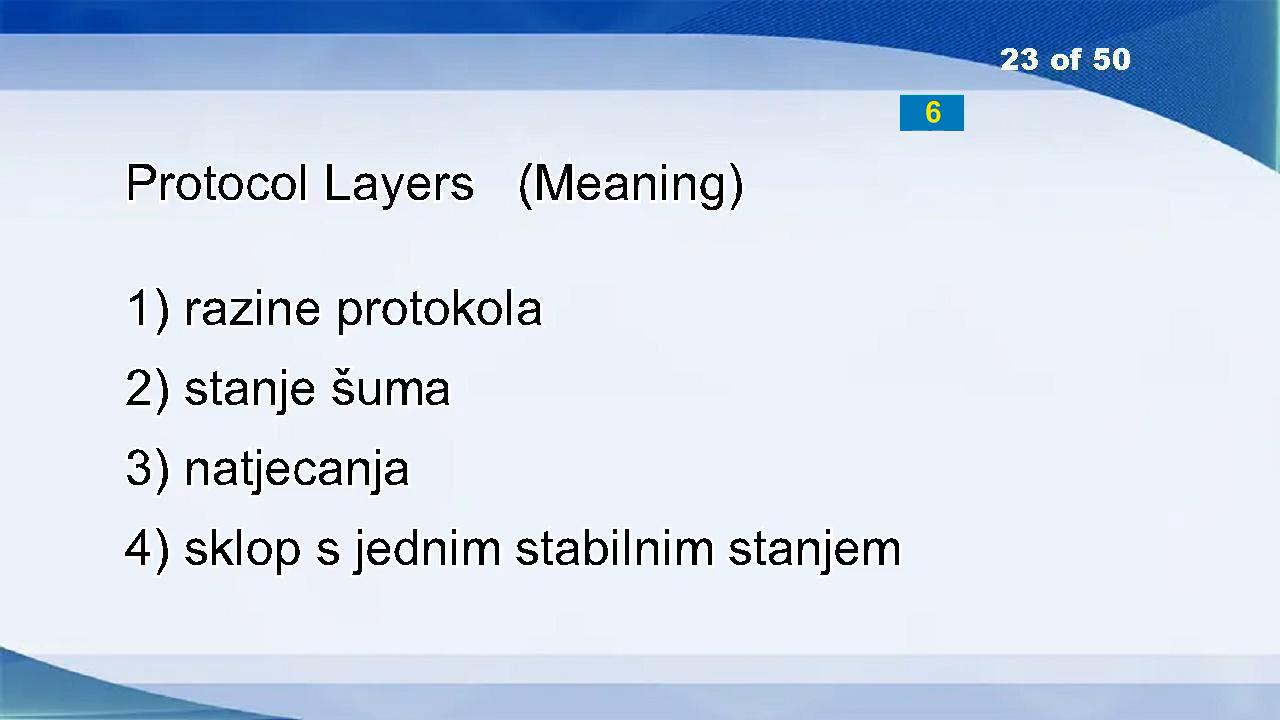 23 of 50
6
Protocol Layers (Meaning)
1) razine protokola
2) stanje šuma
3) natjecanja
4) sklop s jednim stabilnim stanjem